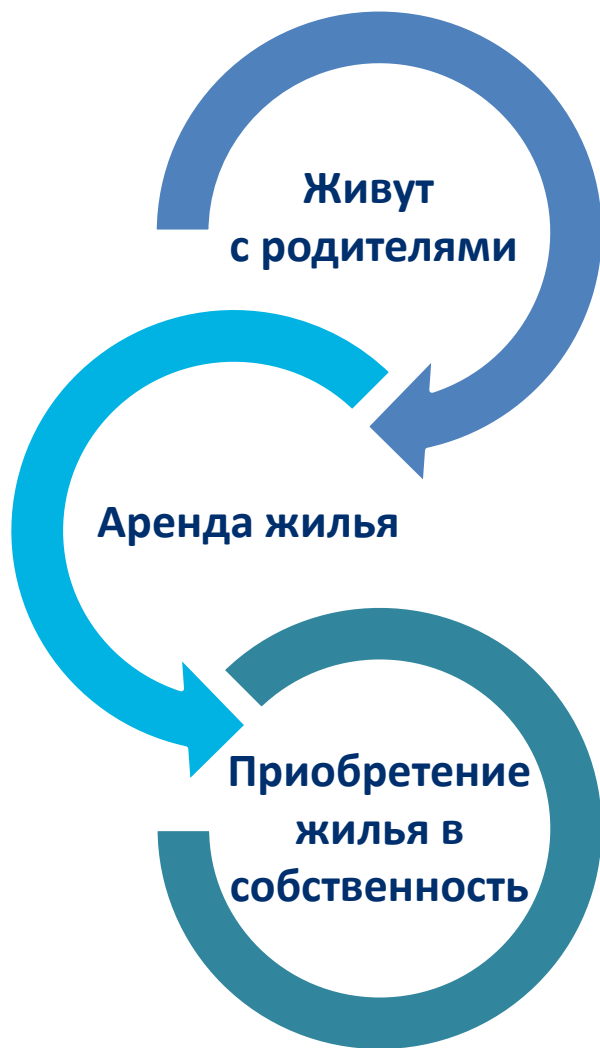 Живут
с родителями
Аренда жилья
Приобретение
жилья в
собственность